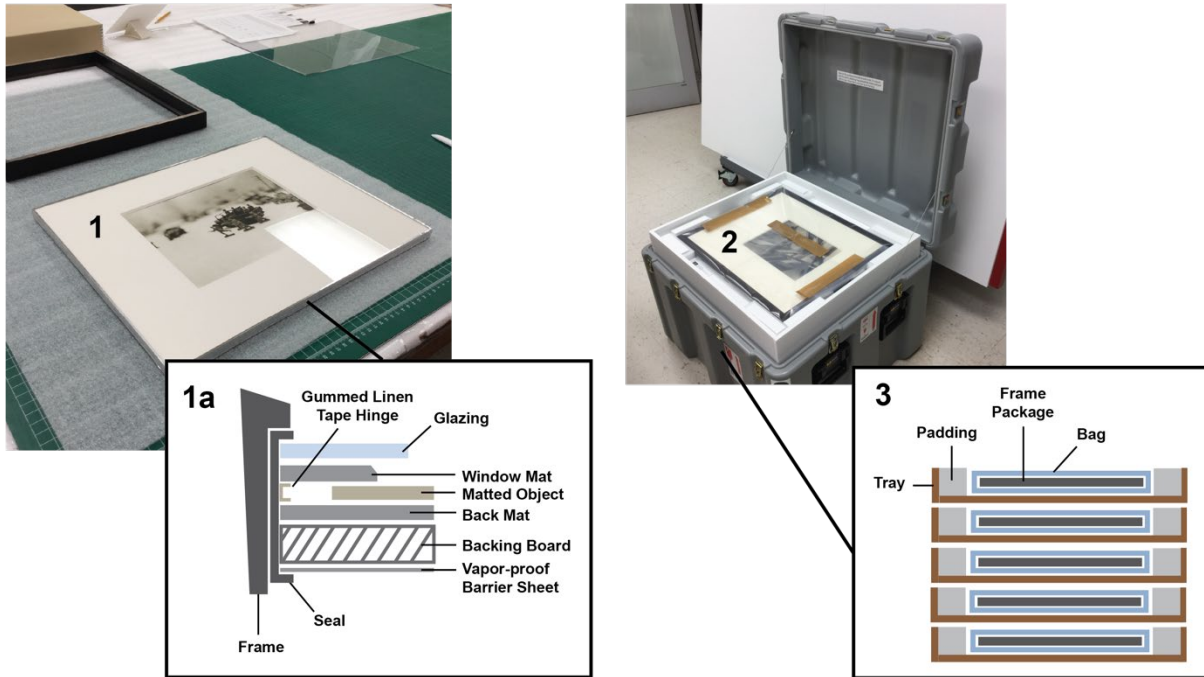 1
2
1a
Gummed Linen
Tape Hinge
Glazing
Window Mat
Matted Object
Back Mat
Backing Board
Vapor-proof
Barrier Sheet
Seal
Frame
3
Frame
Package
Padding
Bag
Tray